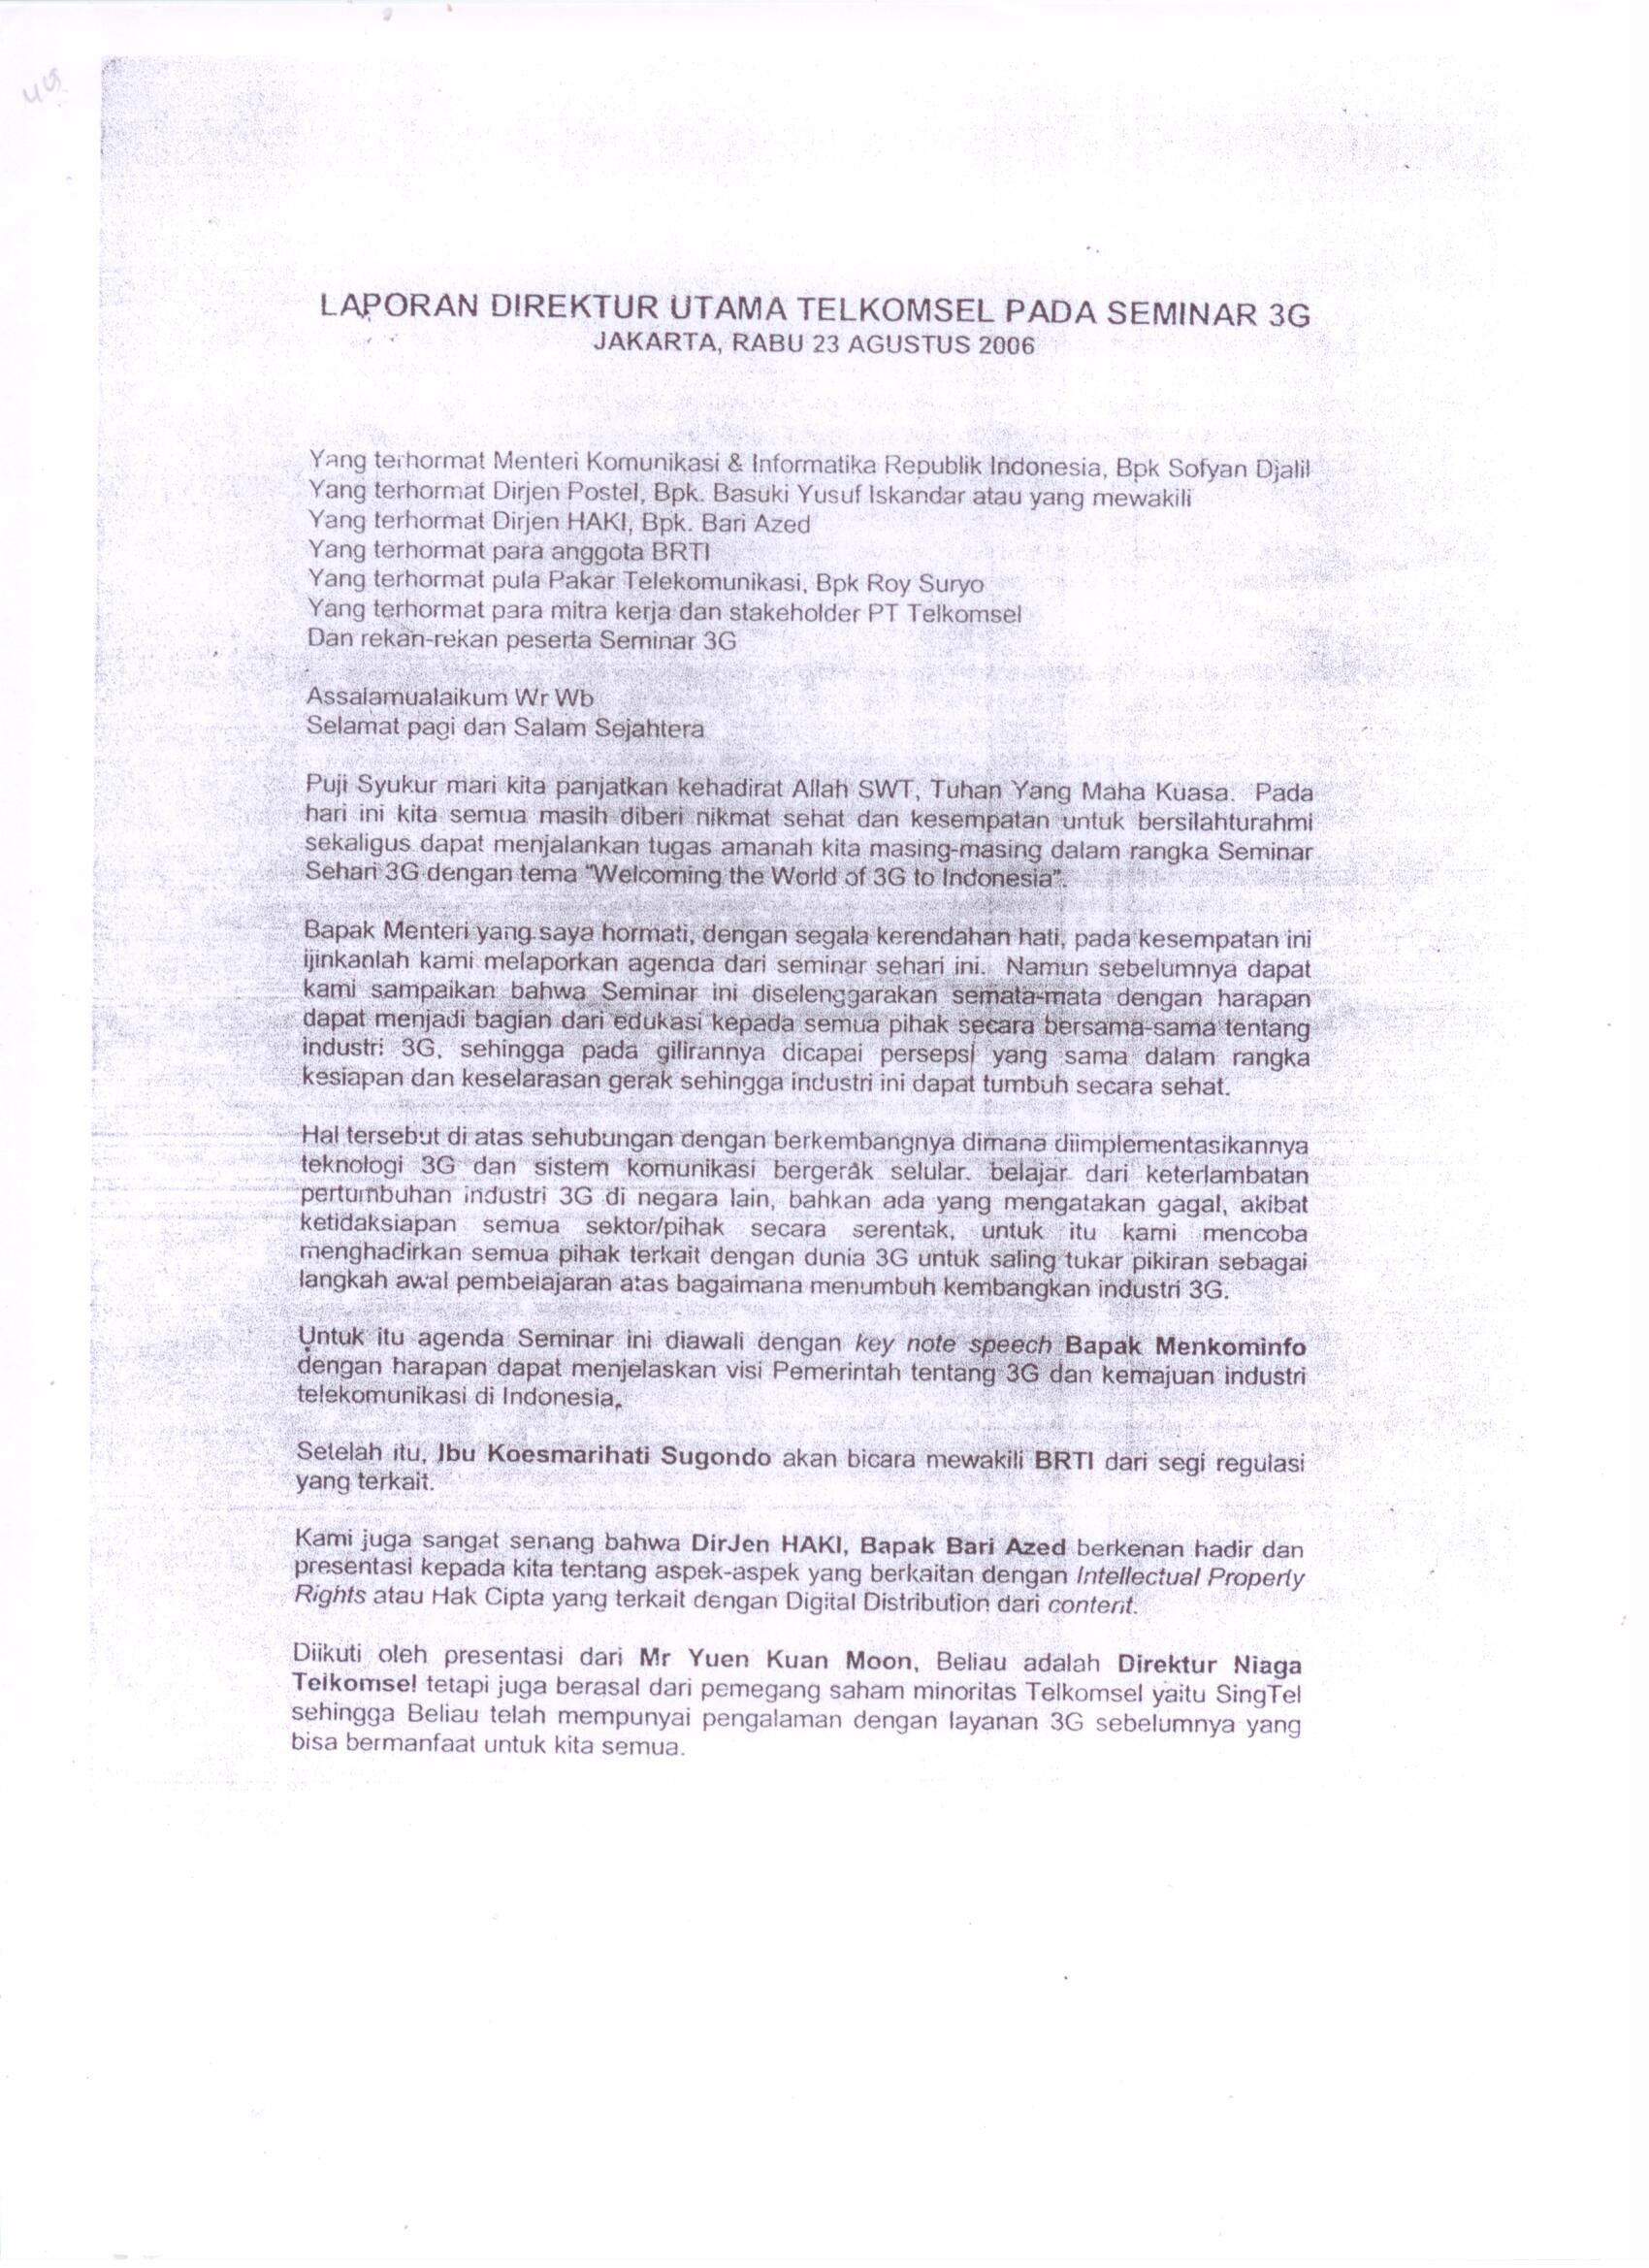 LAPORAN DIREKTUR UTAMA TELKOMSEL PADA SEMINAR 3G
JAKARTA, RABU 23 AGUSTUS 2006
Yang terhormat Menteri Komunikasi & Informatika Republik Indonesia, Bpk Sofyan Djalil
Yang terhormat Dirjen Postel, Bpk. Basuki Yusuf Iskandar atau yang mewakili
Yang terhormat Dirjen HAKI, Bpk. Bari Azed
Yang terhormat para anggota BRTI
Yang terhormat pula Pakar Telekomunikasi, Bpk Roy Suryo
Yang terhormat para mitra kerja dan stakeholder PT Telkomsel
Dan rekan-rekan peserta Seminar 3G
Assalamualaikum Wr Wb
Selamat pagi dan Salam Sejahtera
Puji Syukur mari kita panjatkan kehadirat Allah SWT, Tuhan Yang Maha Kuasa. Pada
hari ini kita semua masih diberi nikmat sehat dan kesempatan untuk bersilahturahmi
sekaligus dapat menjalankan tugas amanah kita masing-masing dalam rangka Seminar
Sehari 3G dengan tema "Welcoming the World of 3G to Indonesia".
Bapak Menteri yang saya hormati, dengan segala kerendahan hati, pada kesempatan ini
ijinkanlah kami melaporkan agenda dari seminar sehari ini. Namun sebelumnya dapat
kami sampaikan bahwa Seminar ini diselenggarakan semata-mata dengan harapan
dapat menjadi bagian dari edukasi kepada semua pihak secara bersama-sama tentang
industri 3G, sehingga pada gilirannya dicapai persepsi yang sama dalam rangka
kesiapan dan keselarasan gerak sehingga industri ini dapat tumbuh secara sehat.
Hal tersebut di atas sehubungan dengan berkembangnya dimana diimplementasikannya
teknologi 3G dan sistem komunikasi bergerak selular. belajar dari keterlambatan
pertumbuhan industri 3G di negara lain, bahkan ada yang mengatakan gagal, akibat
ketidaksiapan semua sektor/pihak secara serentak, untuk itu kami mencoba
menghadirkan semua pihak terkait dengan dunia 3G untuk saling tukar pikiran sebagai
langkah awal pembelajaran atas bagaimana menumbuh kembangkan industri 3G.
Untuk itu agenda Seminar ini diawali dengan key note speech Bapak Menkominfo
dengan harapan dapat menjelaskan visi Pemerintah tentang 3G dan kemajuan industri
telekomunikasi di Indonesia.
Setelah itu, Ibu Koesmarihati Sugondo akan bicara mewakili BRTI dari segi regulasi
yang terkait.
Kami juga sangat senang bahwa DirJen HAKI, Bapak Bari Azed berkenan hadir dan
presentasi kepada kita tentang aspek-aspek yang berkaitan dengan Intellectual Property
Rights atau Hak Cipta yang terkait dengan Digital Distribution dari content.
Diikuti oleh presentasi dari Mr Yuen Kuan Moon, Beliau adalah Direktur Niaga
Telkomsel tetapi juga berasal dari pemegang saham minoritas Telkomsel yaitu SingTel
sehingga Beliau telah mempunyai pengalaman dengan layanan 3G sebelumnya yang
bisa bermanfaat untuk kita semua.